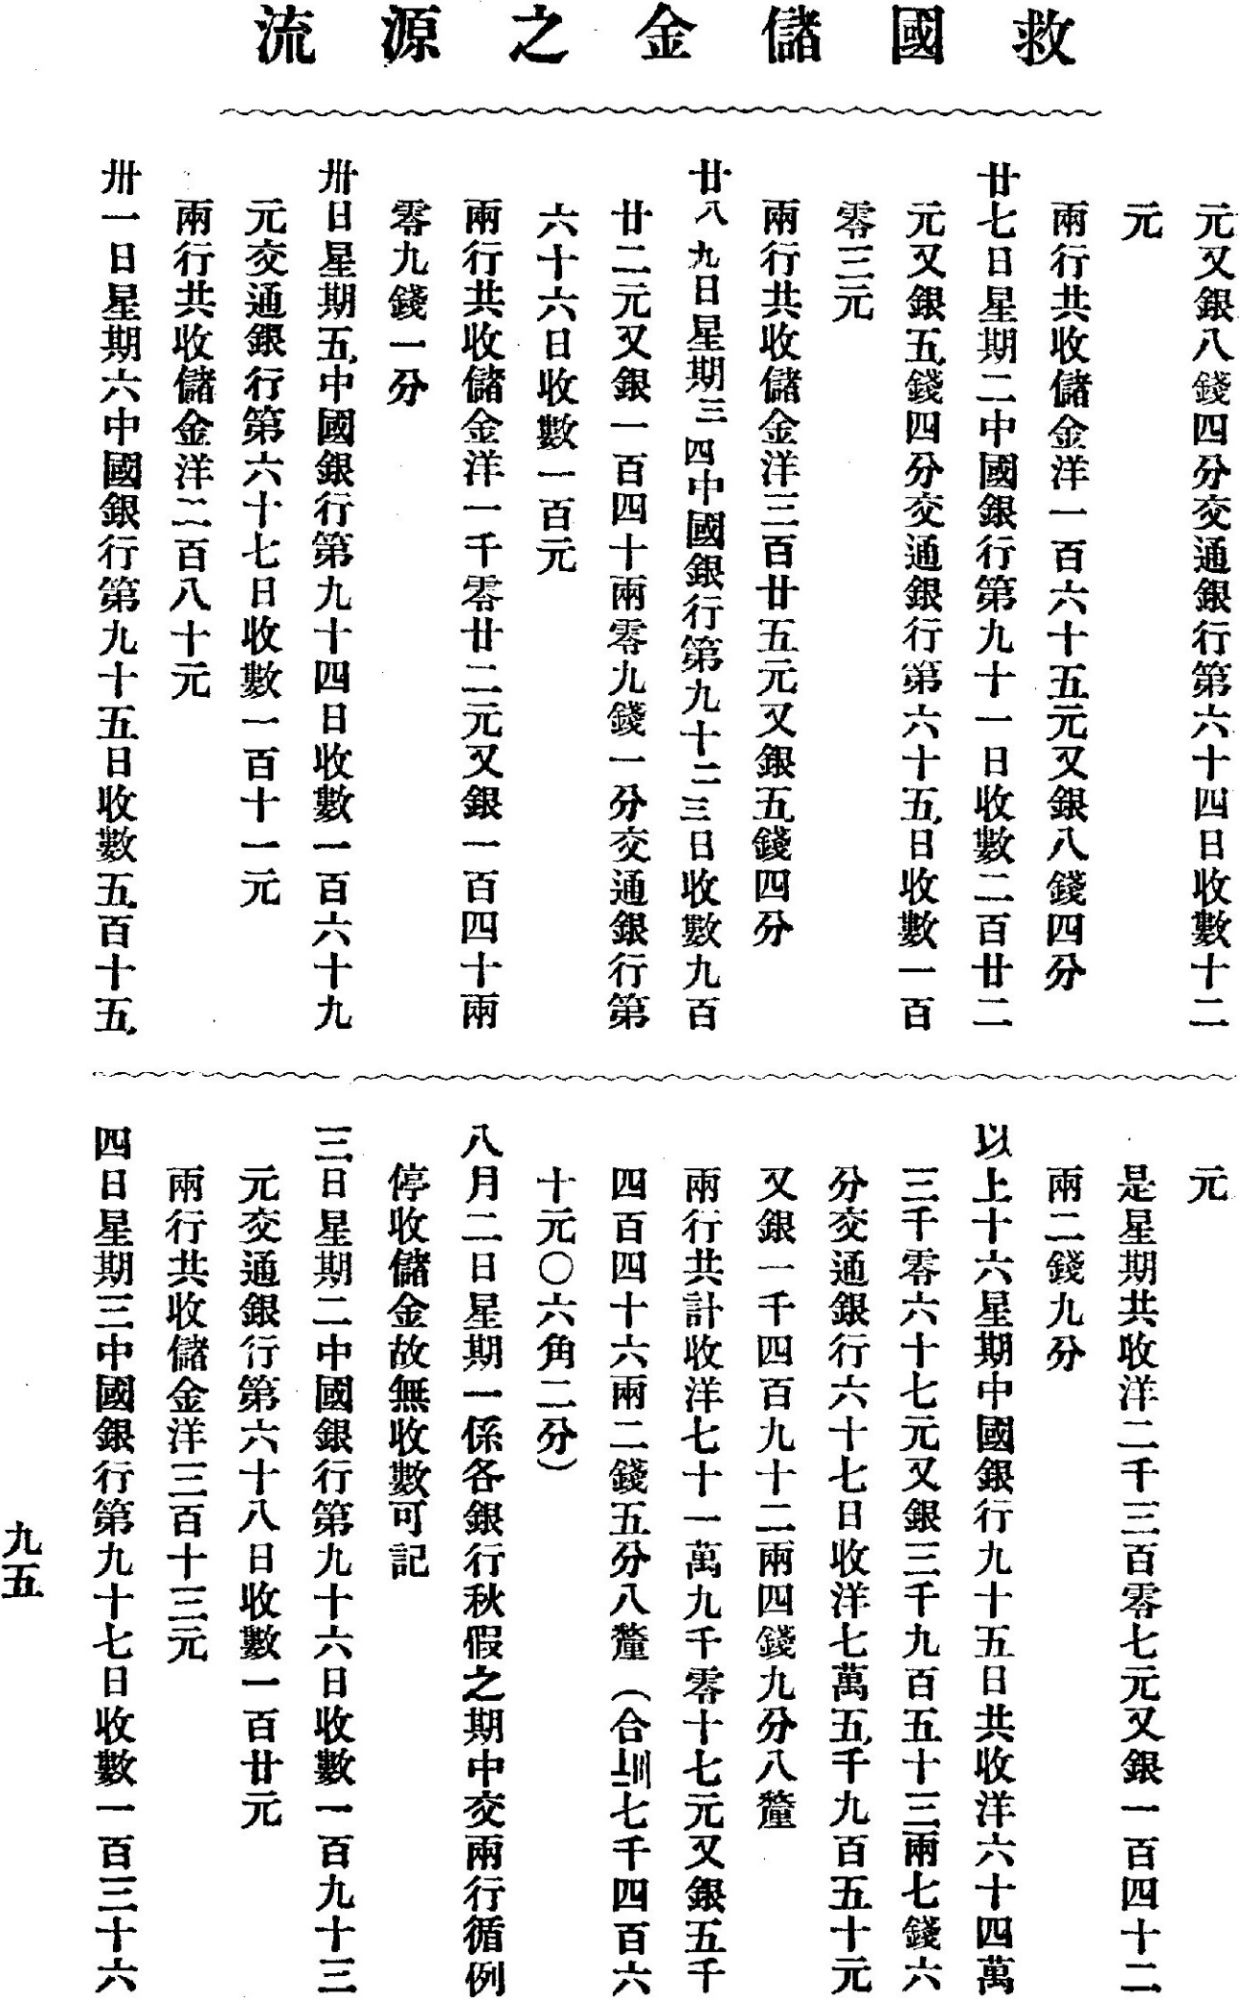 救國儲金之源流
元又銀八錢四分交通銀行第六十四日收數十二
元
兩行共收儲金洋一百六十五元又銀八錢四分
廿七日星期二中國銀行第九十一日收數二百廿二
元又銀五錢四分交通銀行第六十五日收數一百
零三元
兩行共收儲金洋三百廿五元又銀五錢四分
廿八九日星期三四中國銀行第九十二三日收數九百
廿二元又銀一百四十兩零九錢一分交通銀行第
六十六日收數一百元
兩行共收儲金洋一千零廿二元又銀一百四十兩
零九錢一分
卅日星期五中國銀行第九十四日收數一百六十九
元交通銀行第六十七日收數一百十一元
兩行共收儲金洋二百八十元
卅一日星期六中國銀行第九十五日收數五百十五
元
是星期共收洋二千三百零七元又銀一百四十二
兩二錢九分
以上十六星期中國銀行九十五日共收洋六十四萬
三千零六十七元又銀三千九百五十三兩七錢六
分交通銀行六十七日收洋七萬五千九百五十元
又銀一千四百九十二兩四錢九分八釐
兩行共計收洋七十一萬九千零十七元又銀五千
四百四十六兩二錢五分八釐（合七千四百六
十元〇六角二分）
八月二日星期一係各銀行秋假之期中交兩行循例
停收儲金故無收數可記
三日星期二中國銀行第九十六日收數一百九十三
元交通銀行第六十八日收數一百廿元
兩行共收儲金洋三百十三元
四日星期三中國銀行第九十七日收數一百三十六
九五